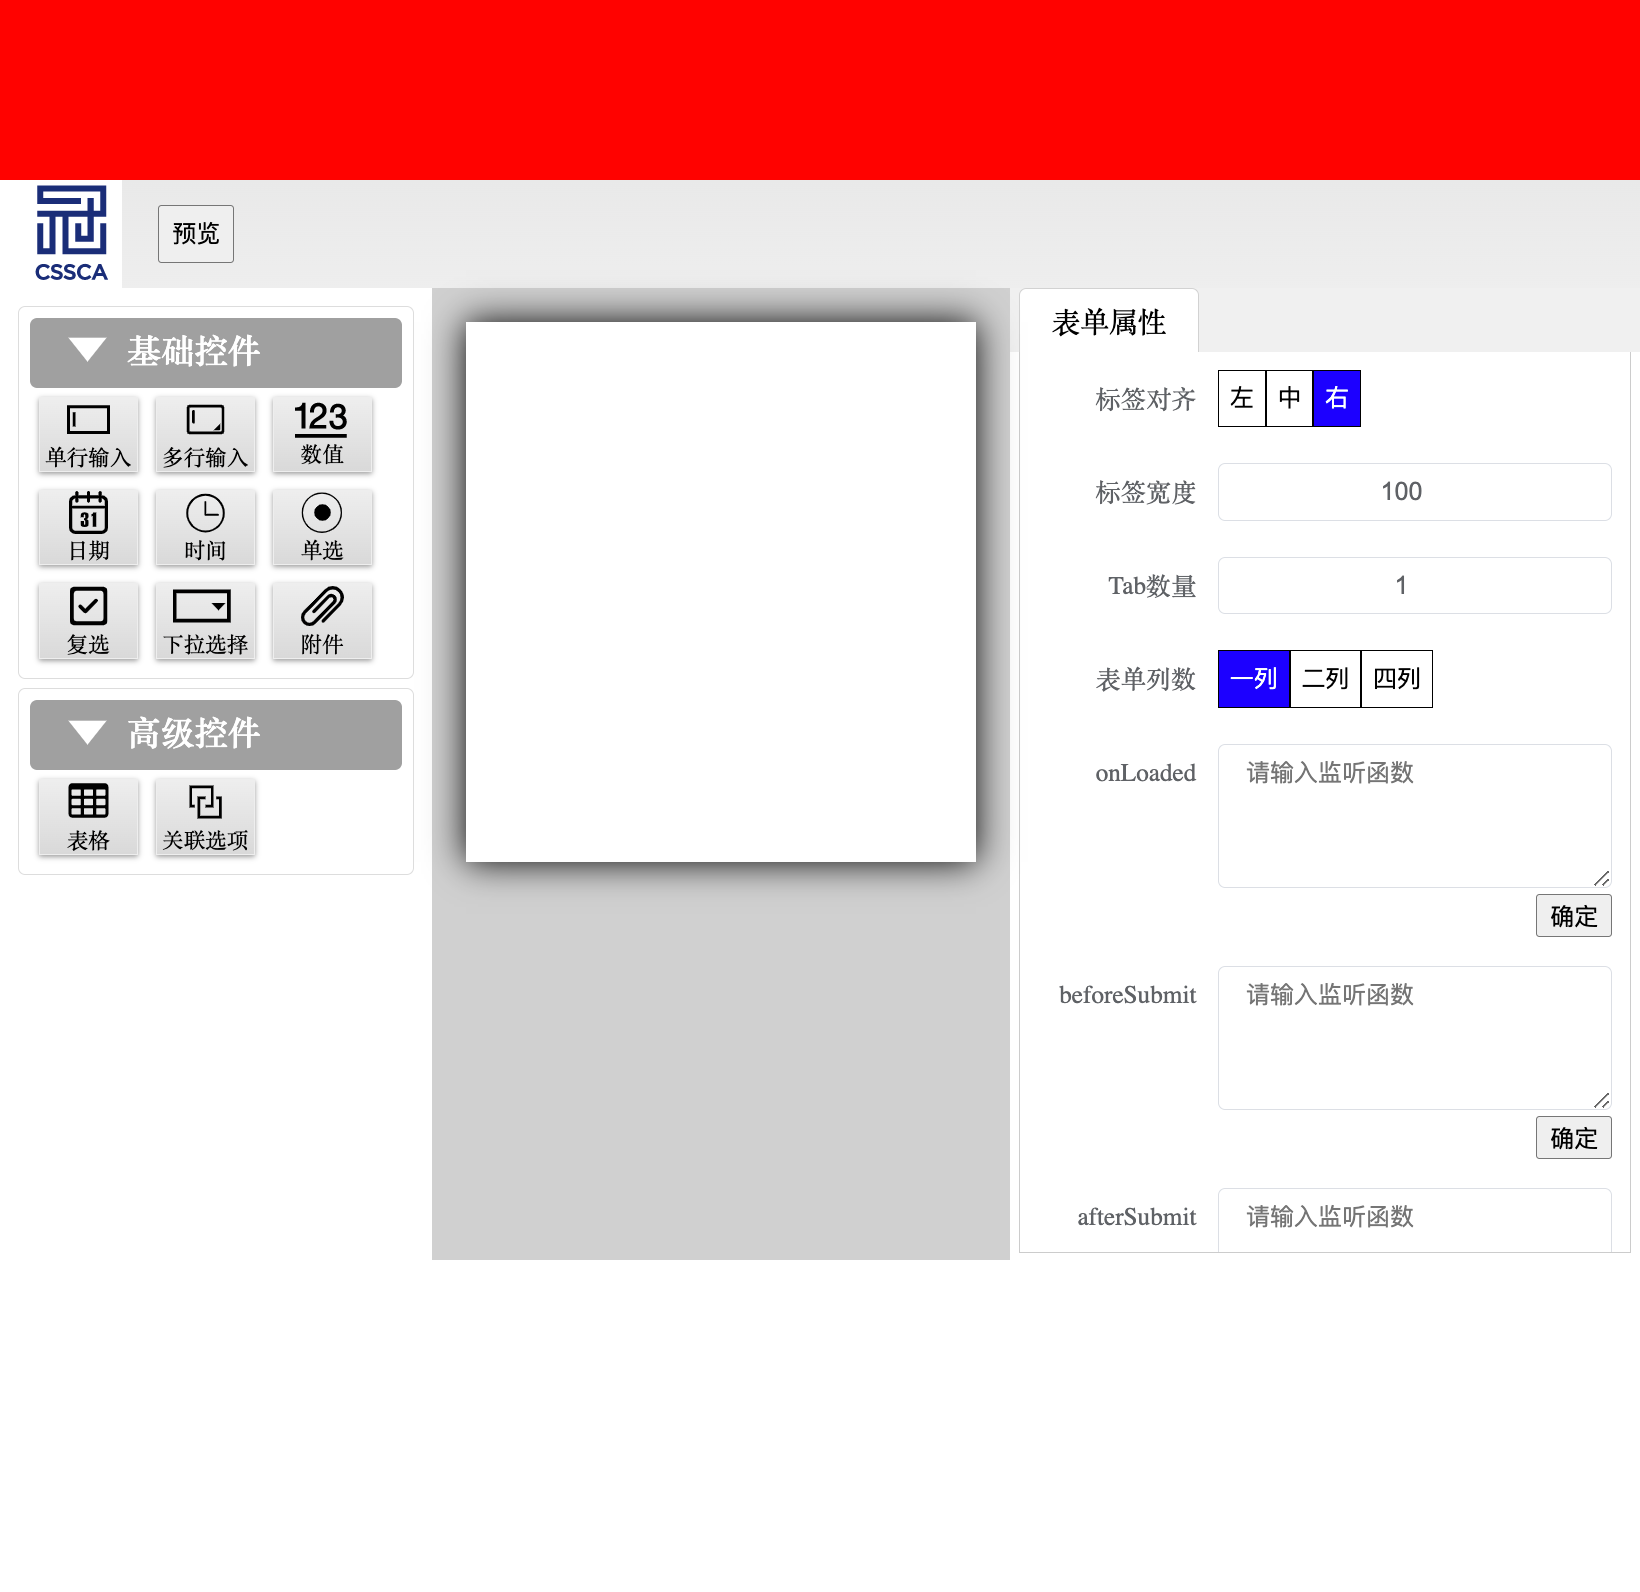 CSSCA
预览
基础控件
单行输入
多行输入
123
数值
31
日期
时间
单选
复选
下拉选择
附件
高级控件
表格
关联选项
表单属性
标签对齐
左 中 右
标签宽度
100
Tab数量
1
表单列数
一列 二列 四列
onLoaded
请输入监听函数
确定
beforeSubmit
请输入监听函数
确定
afterSubmit
请输入监听函数